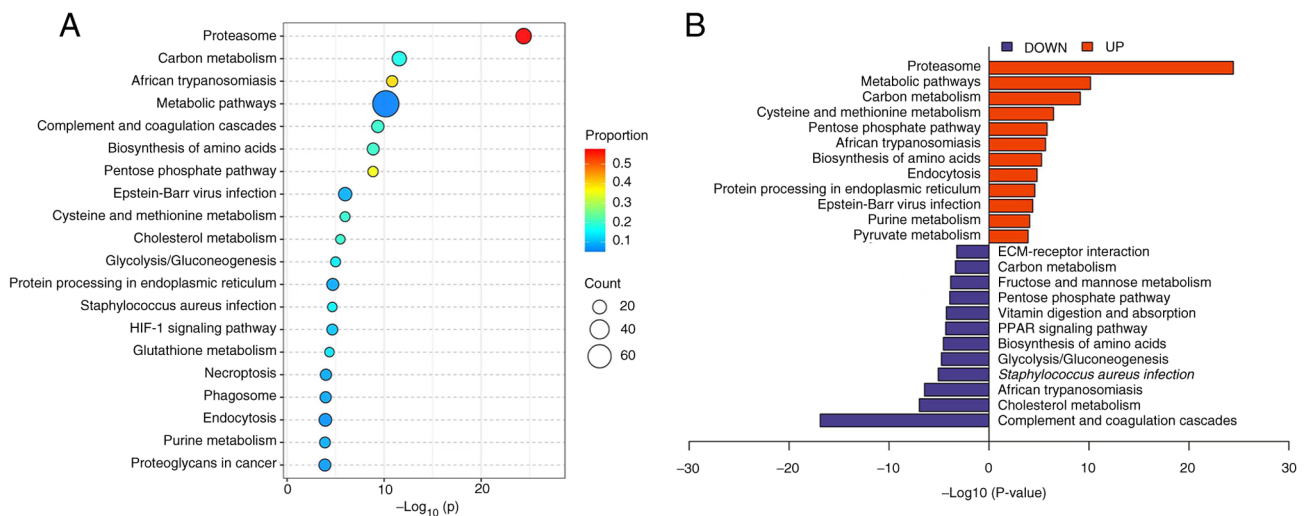 A
Proteasome
Carbon metabolism
African trypanosomiasis
Metabolic pathways
Complement and coagulation cascades
Biosynthesis of amino acids
Pentose phosphate pathway
Epstein-Barr virus infection
Cysteine and methionine metabolism
Cholesterol metabolism
Glycolysis/Gluconeogenesis
Protein processing in endoplasmic reticulum
Staphylococcus aureus infection
HIF-1 signaling pathway
Glutathione metabolism
Necroptosis
Phagosome
Endocytosis
Purine metabolism
Proteoglycans in cancer
0 10 20
−Log10 (p)
Proportion
0.5
0.4
0.3
0.2
0.1
Count
20
40
60
B
DOWN UP
Proteasome
Metabolic pathways
Carbon metabolism
Cysteine and methionine metabolism
Pentose phosphate pathway
African trypanosomiasis
Biosynthesis of amino acids
Endocytosis
Protein processing in endoplasmic reticulum
Epstein-Barr virus infection
Purine metabolism
Pyruvate metabolism
ECM-receptor interaction
Carbon metabolism
Fructose and mannose metabolism
Pentose phosphate pathway
Vitamin digestion and absorption
PPAR signaling pathway
Biosynthesis of amino acids
Glycolysis/Gluconeogenesis
Staphylococcus aureus infection
African trypanosomiasis
Cholesterol metabolism
Complement and coagulation cascades
−30 −20 −10 0 10 20 30
−Log10 (P-value)